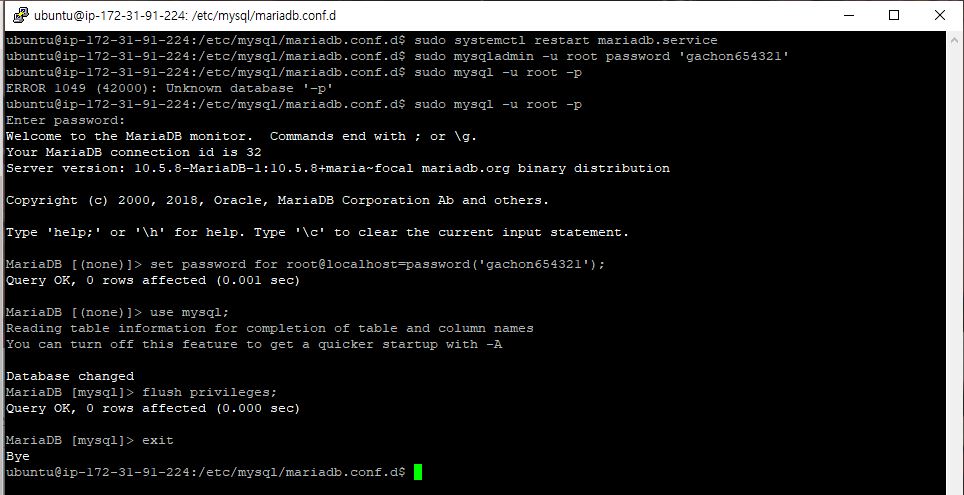 ubuntu@ip-172-31-91-224: /etc/mysql/mariadb.conf.d
ubuntu@ip-172-31-91-224:/etc/mysql/mariadb.conf.d$ sudo systemctl restart mariadb.service
ubuntu@ip-172-31-91-224:/etc/mysql/mariadb.conf.d$ sudo mysqladmin -u root password 'gachon654321'
ubuntu@ip-172-31-91-224:/etc/mysql/mariadb.conf.d$ sudo mysql -u root -p
ERROR 1049 (42000): Unknown database '-p'
ubuntu@ip-172-31-91-224:/etc/mysql/mariadb.conf.d$ sudo mysql -u root -p
Enter password:
Welcome to the MariaDB monitor.  Commands end with ; or \g.
Your MariaDB connection id is 32
Server version: 10.5.8-MariaDB-1:10.5.8+maria~focal mariadb.org binary distribution

Copyright (c) 2000, 2018, Oracle, MariaDB Corporation Ab and others.

Type 'help;' or '\h' for help. Type '\c' to clear the current input statement.

MariaDB [(none)]> set password for root@localhost=password('gachon654321');
Query OK, 0 rows affected (0.001 sec)

MariaDB [(none)]> use mysql;
Reading table information for completion of table and column names
You can turn off this feature to get a quicker startup with -A

Database changed
MariaDB [mysql]> flush privileges;
Query OK, 0 rows affected (0.000 sec)

MariaDB [mysql]> exit
Bye
ubuntu@ip-172-31-91-224:/etc/mysql/mariadb.conf.d$